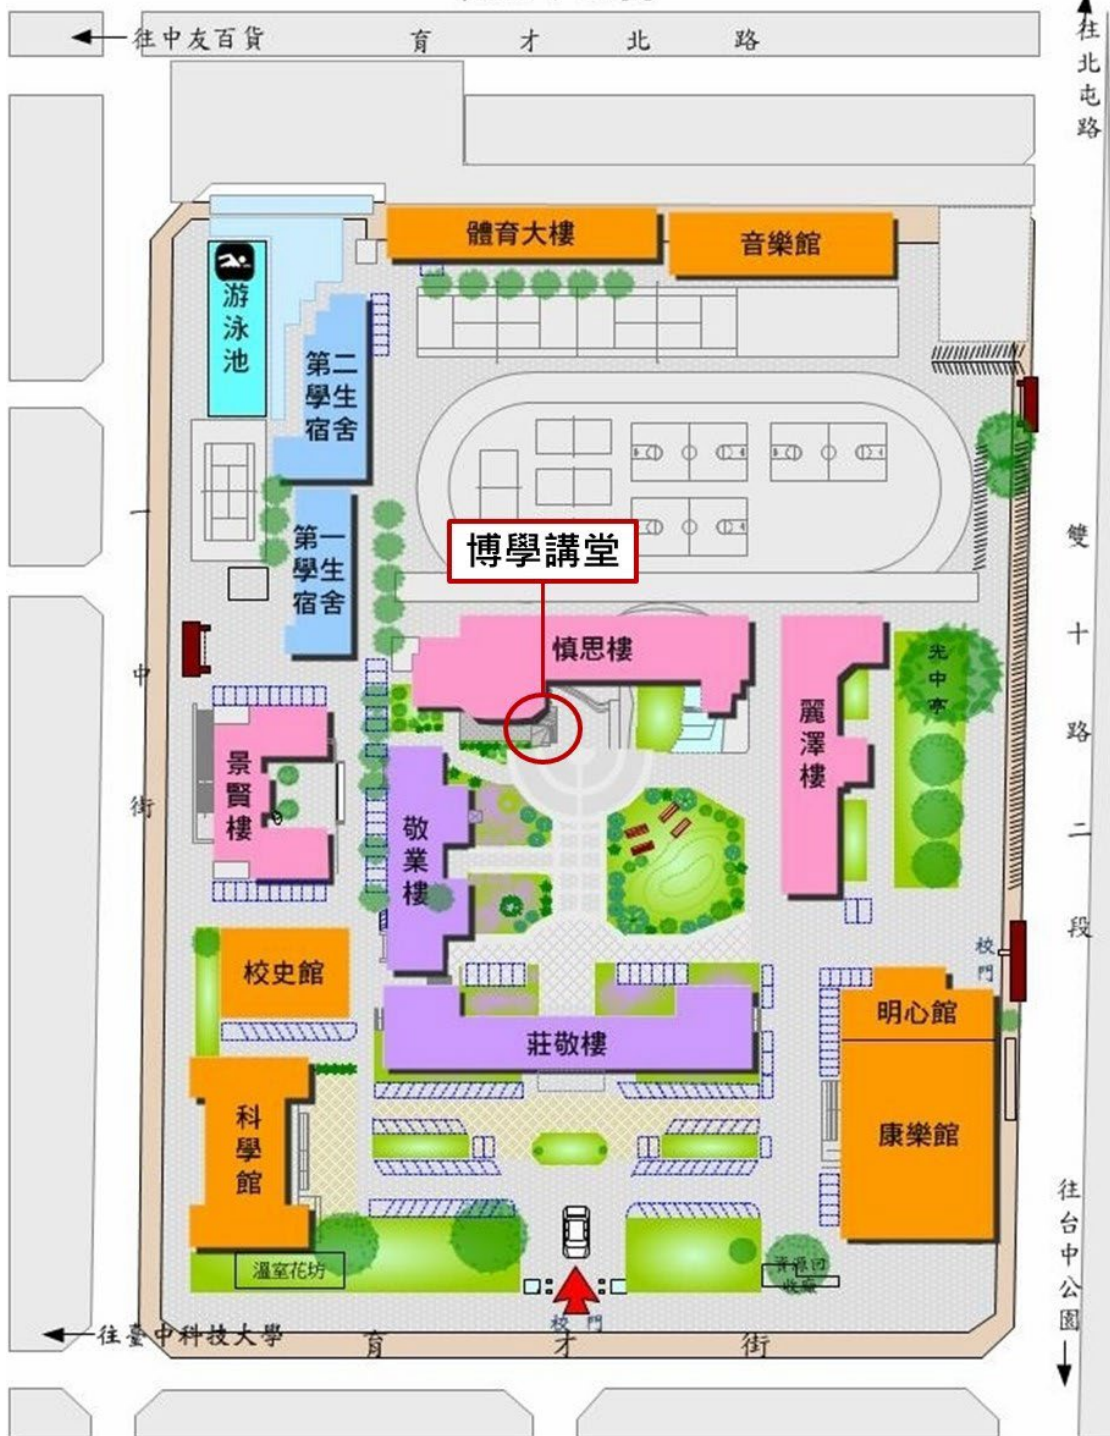 往中友百貨
育才北路
往北屯路
體育大樓
音樂館
游泳池
第二學生宿舍
第一學生宿舍
博學講堂
慎思樓
光中亭
麗澤樓
景賢樓
敬業樓
一中街
雙十路二段
校史館
校門
明心館
莊敬樓
科學館
康樂館
溫室花坊
資源回
收廠
往台中公園
校門
往臺中科技大學
育才街